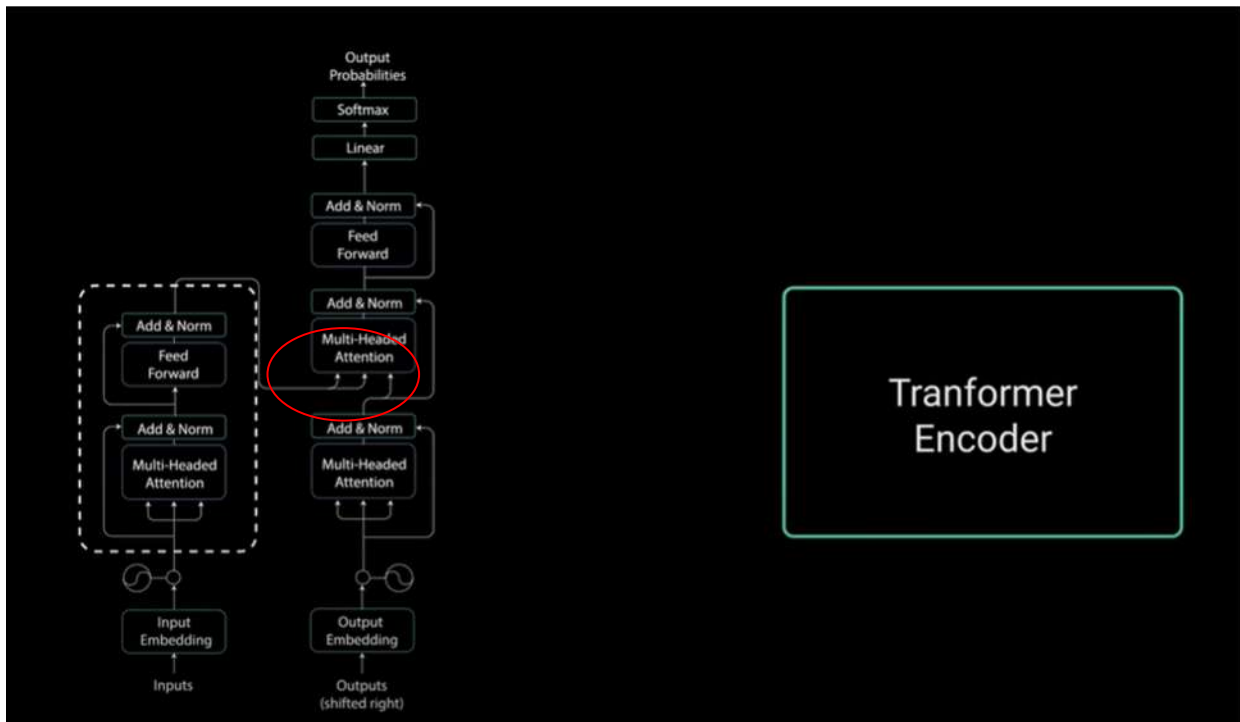 Output
Probabilities
Softmax
Linear
Add & Norm
Feed
Forward
Add & Norm
Multi-Headed
Attention
Add & Norm
Multi-Headed
Attention
Output
Embedding
Outputs
(shifted right)
Add & Norm
Feed
Forward
Add & Norm
Multi-Headed
Attention
Input
Embedding
Inputs
Tranformer
Encoder